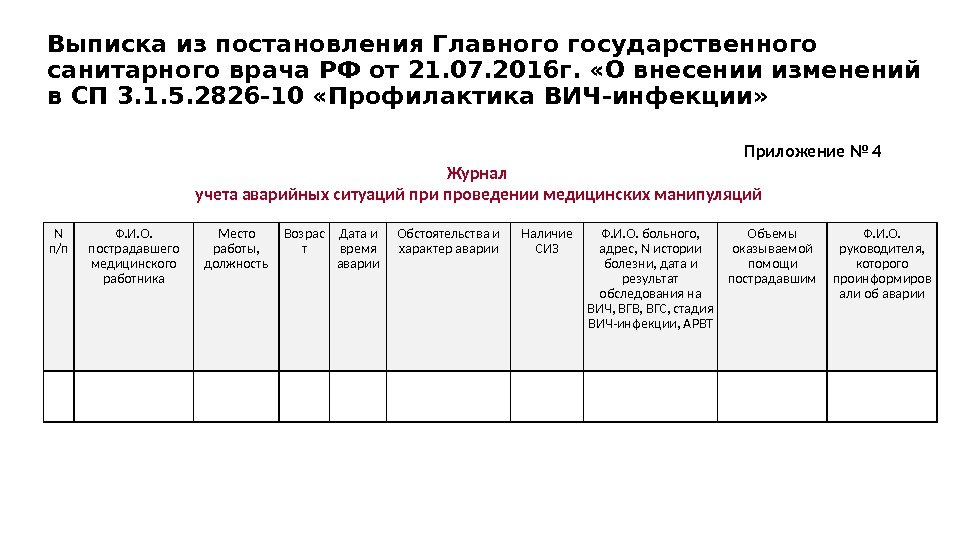 Выписка из постановления Главного государственного
санитарного врача РФ от 21.07.2016г. «О внесении изменений
в СП 3.1.5.2826-10 «Профилактика ВИЧ-инфекции»
Приложение № 4
Журнал
учета аварийных ситуаций при проведении медицинских манипуляций
N
п/п
Ф.И.О.
пострадавшего
медицинского
работника
Место
работы,
должность
Возрас
т
Дата и
время
аварии
Обстоятельства и
характер аварии
Наличие
СИЗ
Ф.И.О. больного,
адрес, N истории
болезни, дата и
результат
обследования на
ВИЧ, ВГВ, ВГС, стадия
ВИЧ-инфекции, АРВТ
Объемы
оказываемой
помощи
пострадавшим
Ф.И.О.
руководителя,
которого
проинформиров
али об аварии